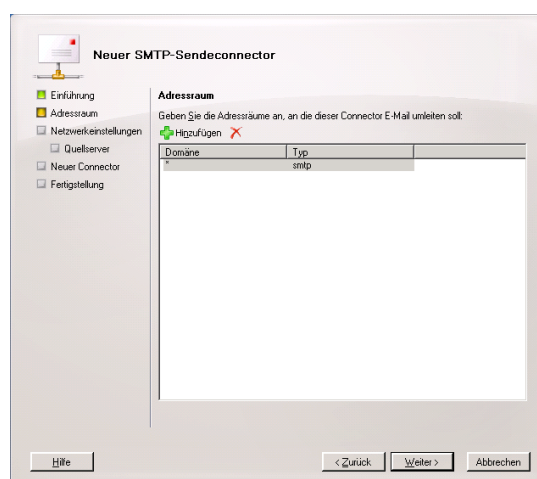 Neuer SMTP-Sendeconnector
Einführung
Adressraum
Netzwerkeinstellungen
Quellserver
Neuer Connector
Fertigstellung
Adressraum
Geben Sie die Adressräume an, an die dieser Connector E-Mail umleiten soll:
Hinzufügen
Domäne Typ
* smtp
Hilfe
< Zurück Weiter > Abbrechen